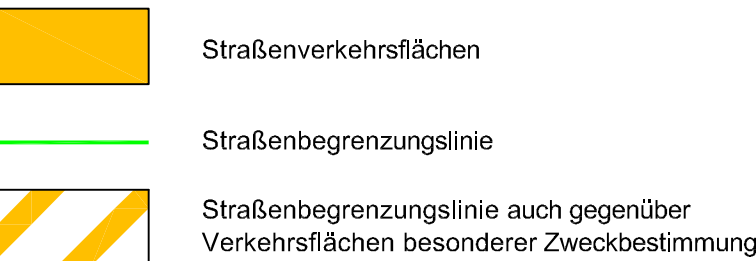 Straßenverkehrsflächen
Straßenbegrenzungslinie
Straßenbegrenzungslinie auch gegenüber
Verkehrsflächen besonderer Zweckbestimmung